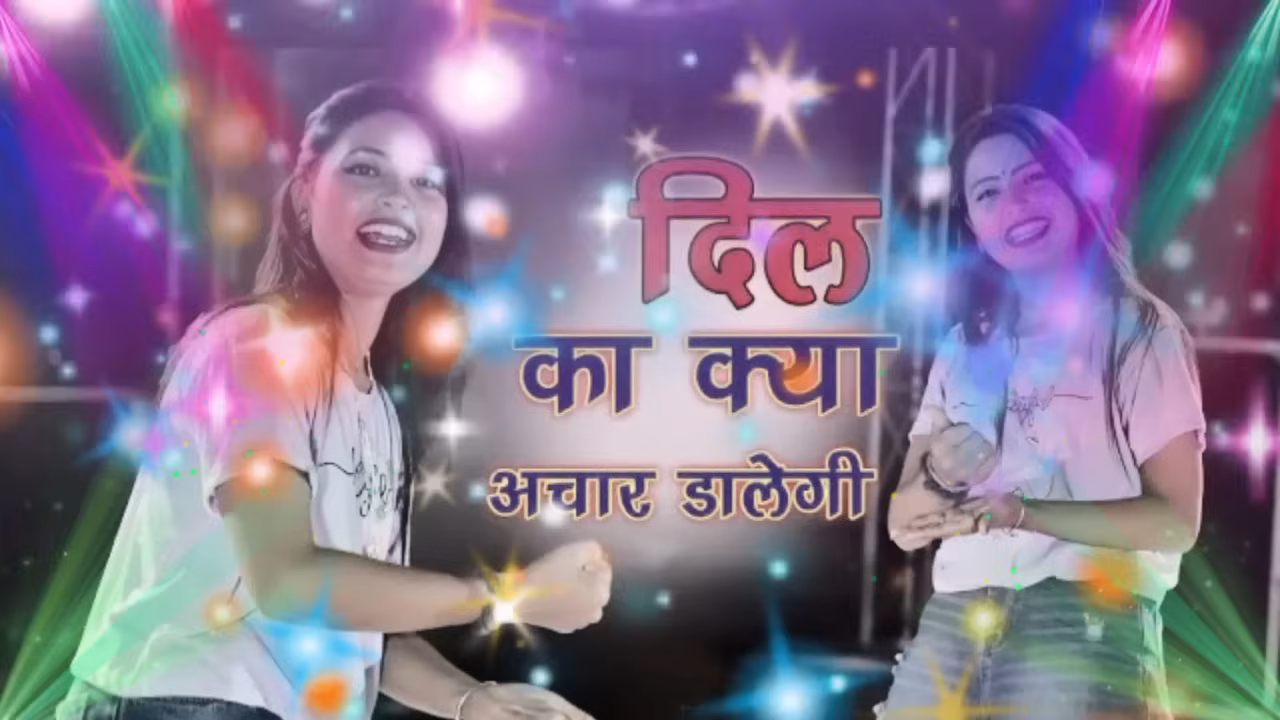 दिल
का क्या
अचार डालेगी